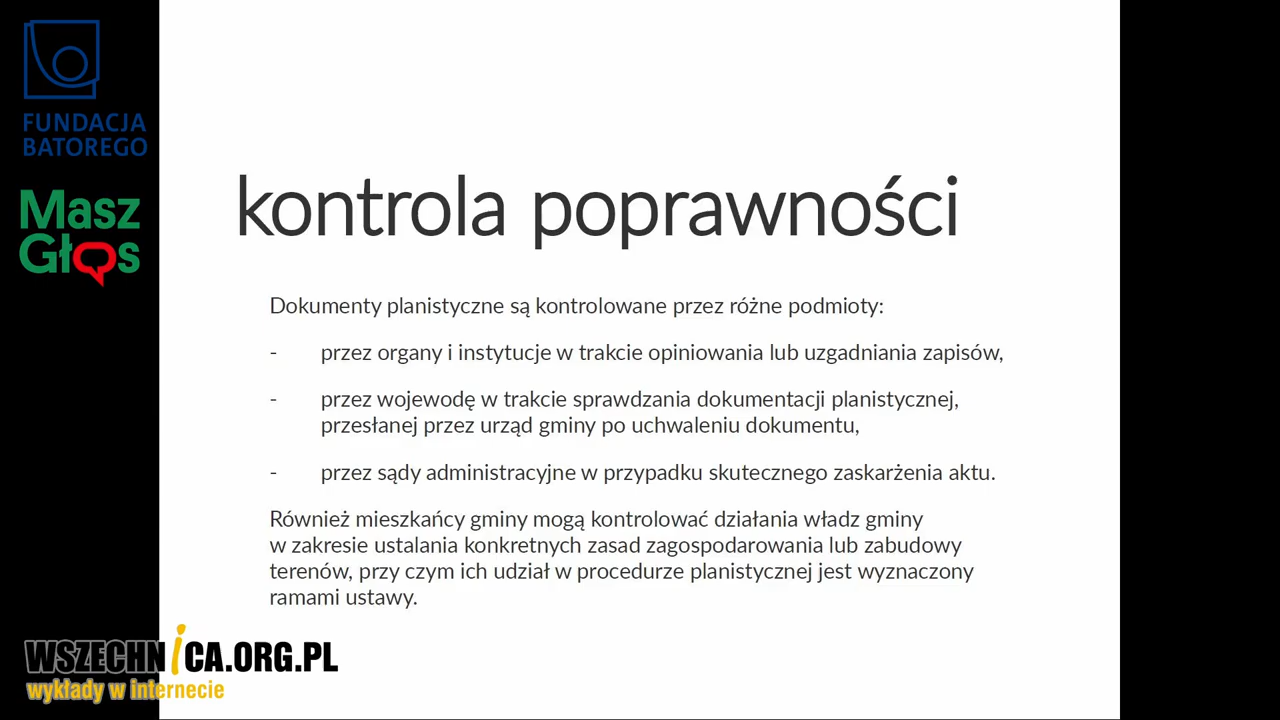 FUNDACJA
BATOREGO
Masz
Głos
kontrola poprawności
Dokumenty planistyczne są kontrolowane przez różne podmioty:
- przez organy i instytucje w trakcie opiniowania lub uzgadniania zapisów,
- przez wojewodę w trakcie sprawdzania dokumentacji planistycznej,
przesłanej przez urząd gminy po uchwaleniu dokumentu,
- przez sądy administracyjne w przypadku skutecznego zaskarżenia aktu.
Również mieszkańcy gminy mogą kontrolować działania władz gminy
w zakresie ustalania konkretnych zasad zagospodarowania lub zabudowy
terenów, przy czym ich udział w procedurze planistycznej jest wyznaczony
ramami ustawy.
WSZECHNiCA.ORG.PL
wykłady w internecie